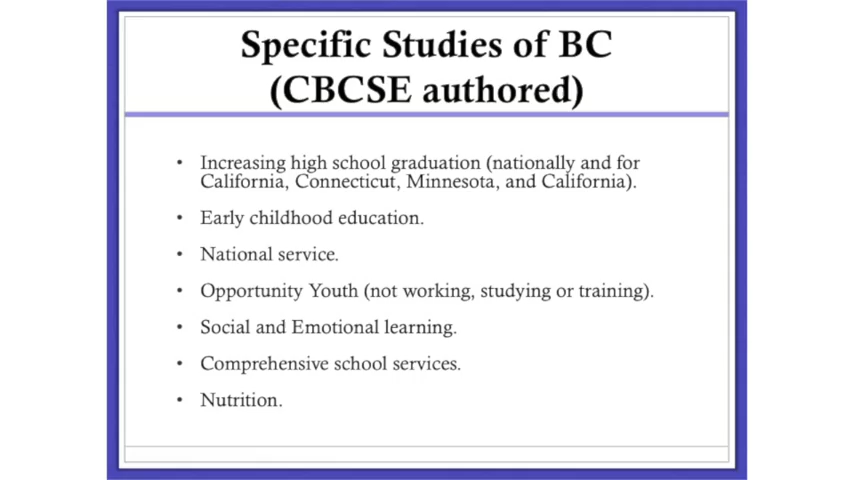 Specific Studies of BC
(CBCSE authored)
• Increasing high school graduation (nationally and for
California, Connecticut, Minnesota, and California).
• Early childhood education.
• National service.
• Opportunity Youth (not working, studying or training).
• Social and Emotional learning.
• Comprehensive school services.
• Nutrition.